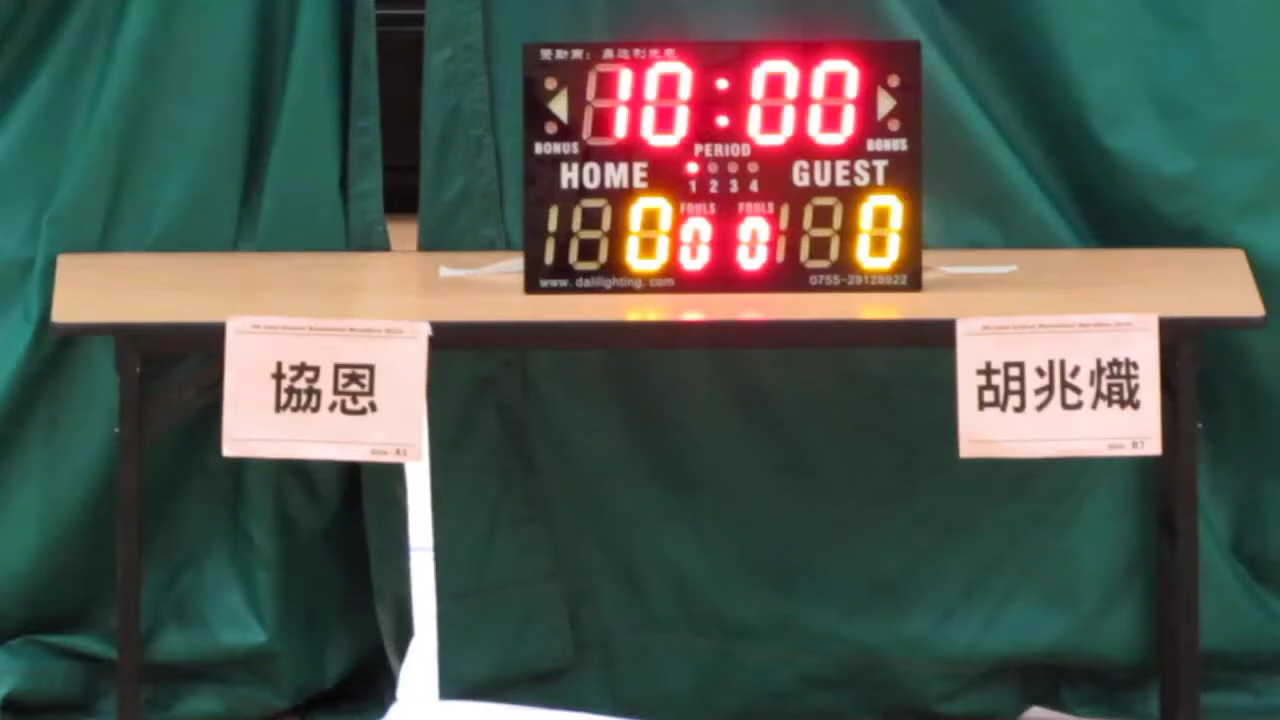 10:00
BONUS
PERIOD
BONUS
HOME
1 2 3 4
GUEST
FOULS
FOULS
0
0
0
0
www.dalilighting.com
0755-29128922
協恩
胡兆熾